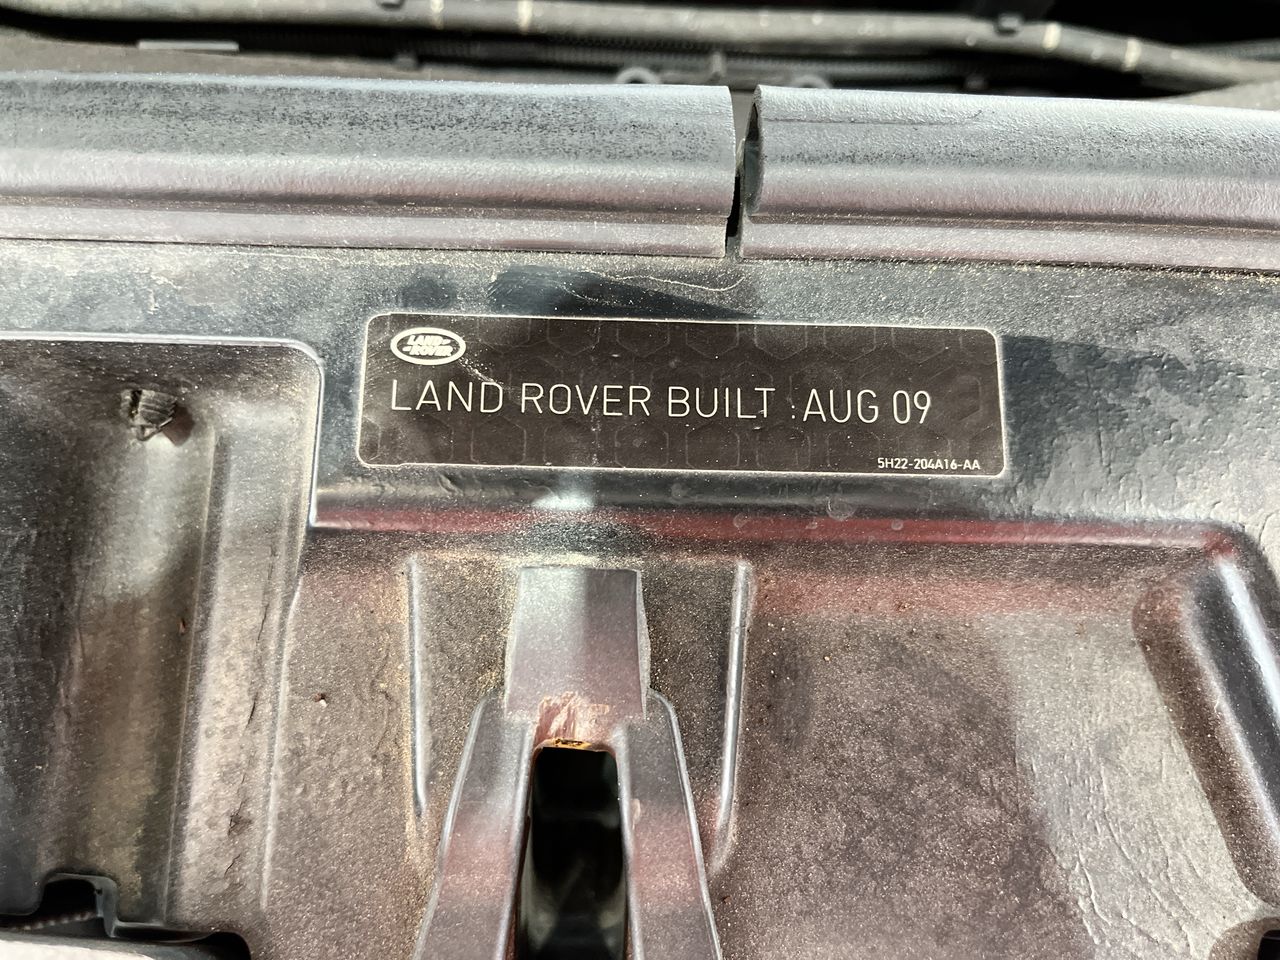 LAND-
-ROVER
LAND ROVER BUILT : AUG 09
5H22-204A16-AA